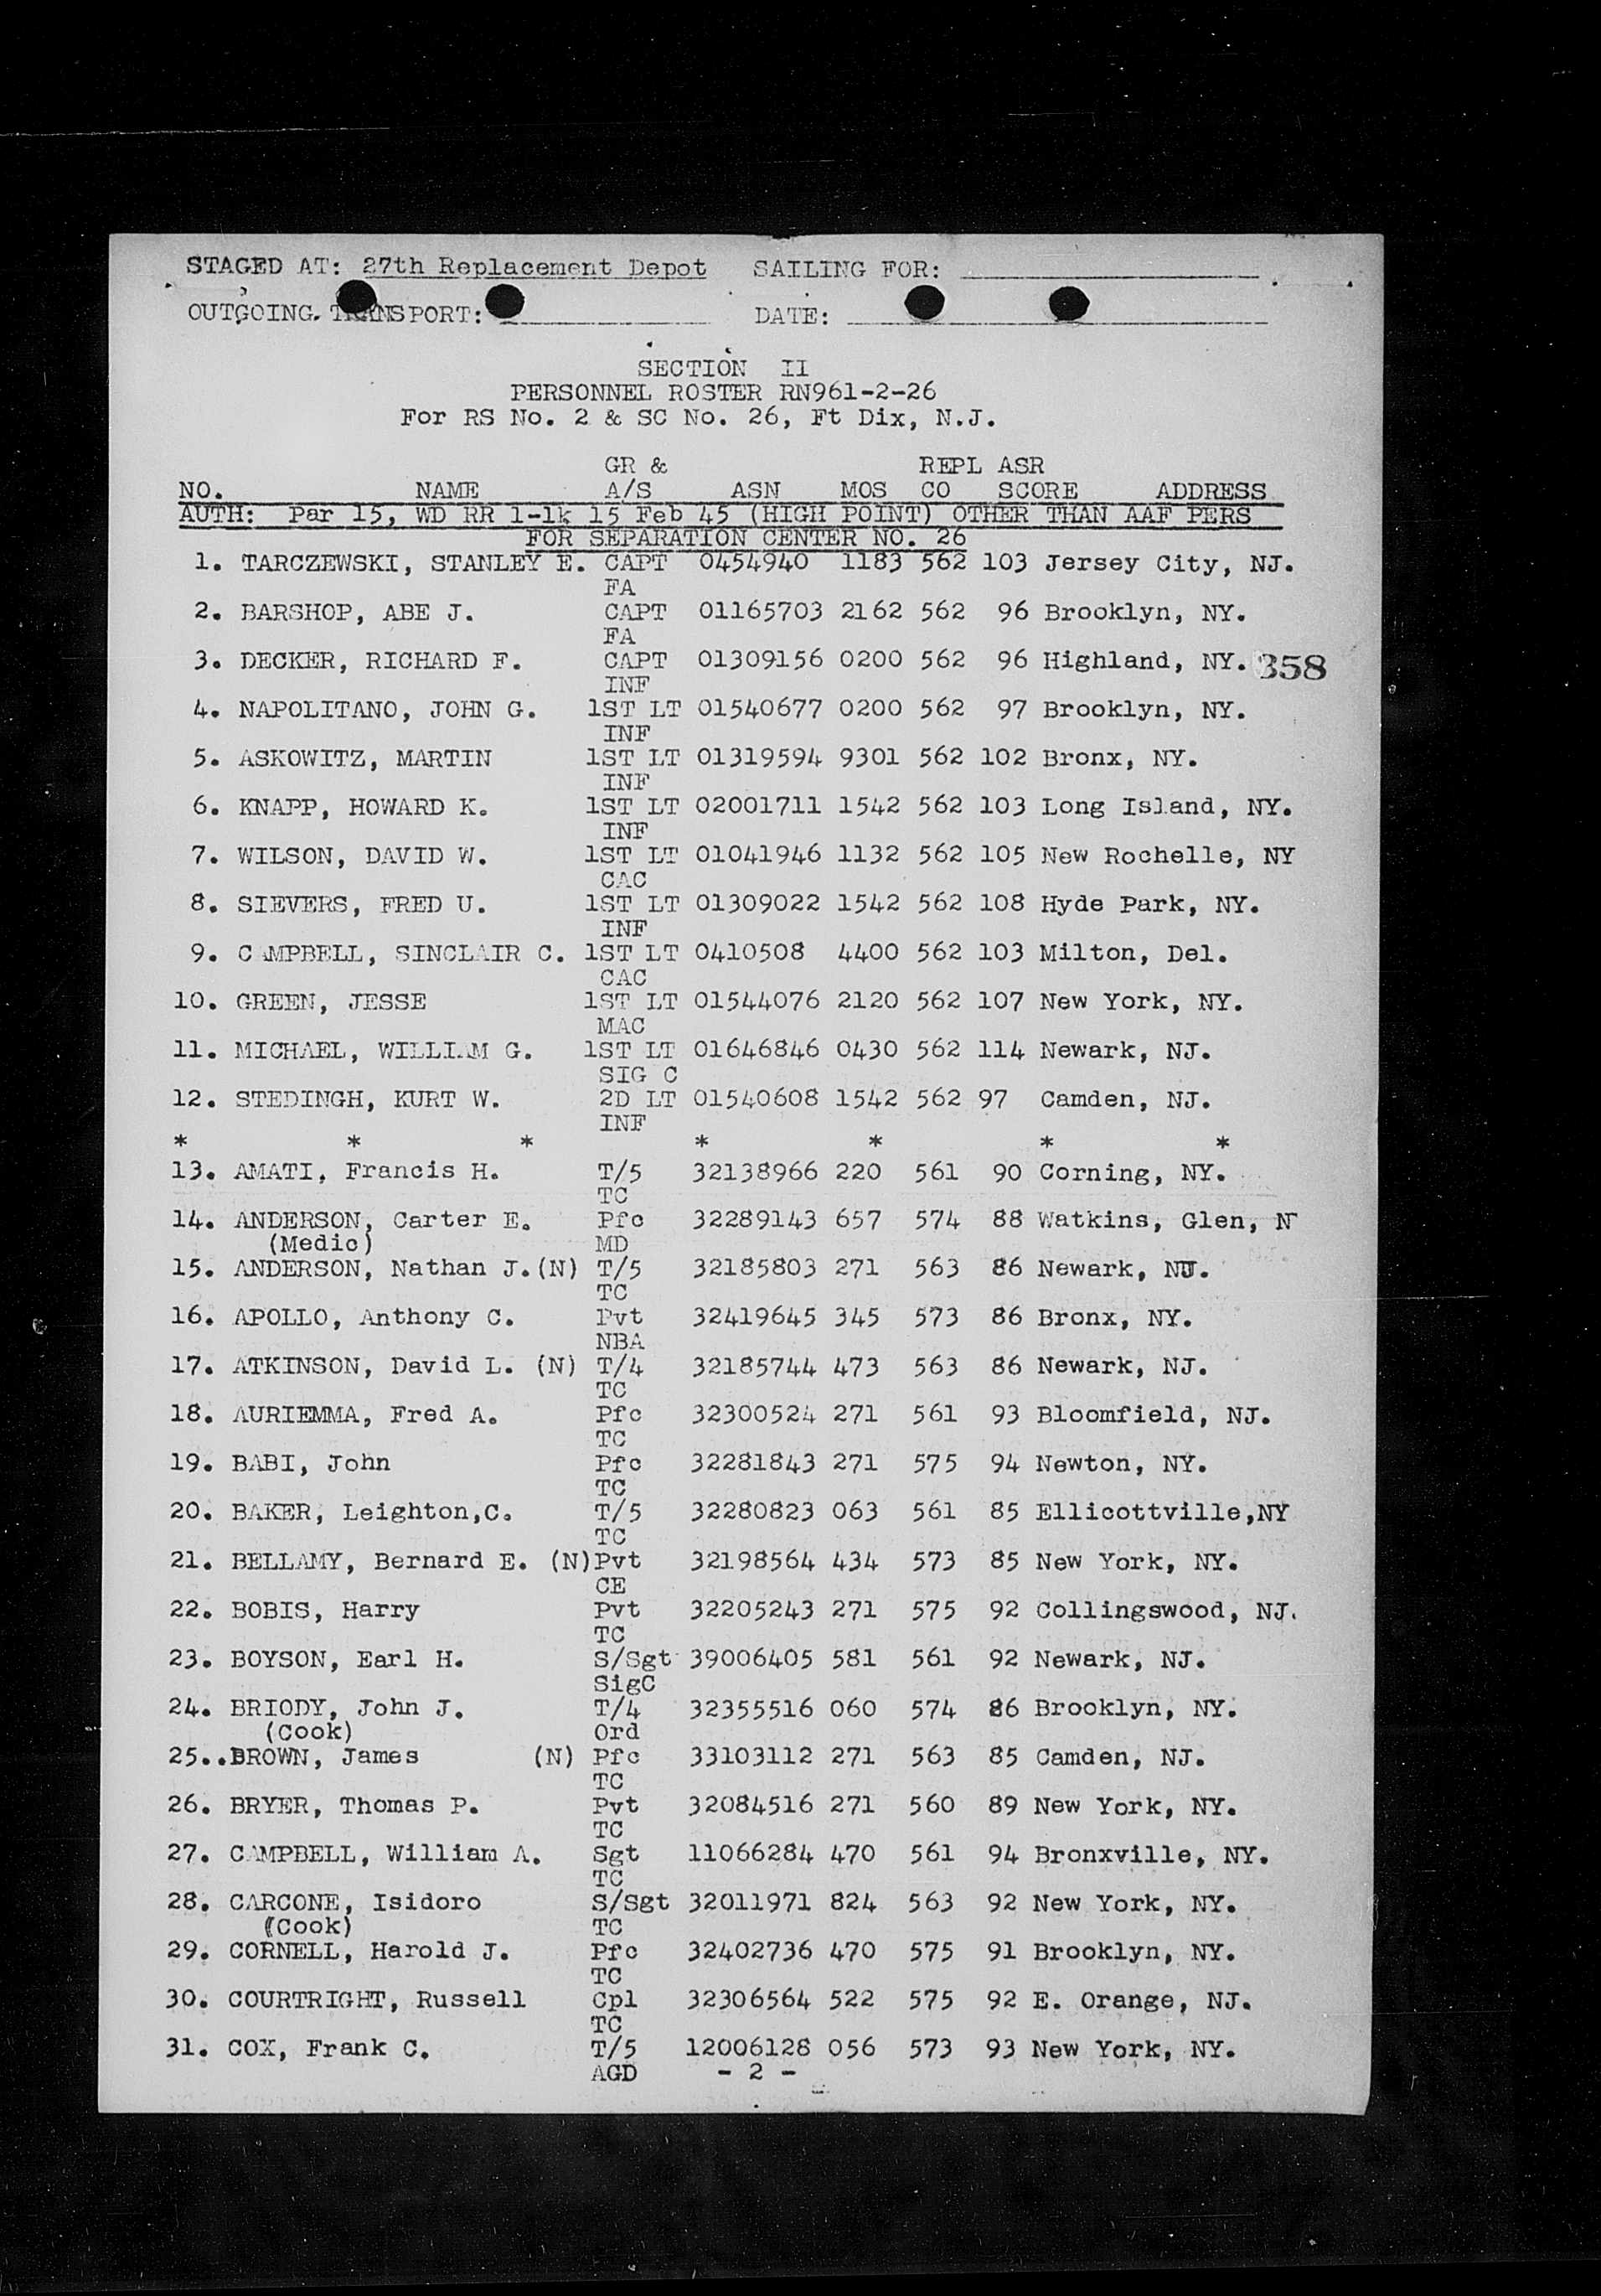 STAGED AT: 27th Replacement Depot SAILING FOR:
OUTGOING TRANSPORT: DATE:
SECTION II
PERSONNEL ROSTER RN961-2-26
For RS No. 2 & SC No. 26, Ft Dix, N.J.
GR & REPL ASR
NO. NAME A/S ASN MOS CO SCORE ADDRESS
AUTH: Par 15, WD RR 1-1k 15 Feb 45 (HIGH POINT) OTHER THAN AAF PERS
FOR SEPARATION CENTER NO. 26
1. TARCZEWSKI, STANLEY E. CAPT 0454940 1183 562 103 Jersey City, NJ.
FA
2. BARSHOP, ABE J. CAPT 01165703 2162 562 96 Brooklyn, NY.
FA
3. DECKER, RICHARD F. CAPT 01309156 0200 562 96 Highland, NY. 358
INF
4. NAPOLITANO, JOHN G. 1ST LT 01540677 0200 562 97 Brooklyn, NY.
INF
5. ASKOWITZ, MARTIN 1ST LT 01319594 9301 562 102 Bronx, NY.
INF
6. KNAPP, HOWARD K. 1ST LT 02001711 1542 562 103 Long Island, NY.
INF
7. WILSON, DAVID W. 1ST LT 01041946 1132 562 105 New Rochelle, NY
CAC
8. SIEVERS, FRED U. 1ST LT 01309022 1542 562 108 Hyde Park, NY.
INF
9. CAMPBELL, SINCLAIR C. 1ST LT 0410508 4400 562 103 Milton, Del.
CAC
10. GREEN, JESSE 1ST LT 01544076 2120 562 107 New York, NY.
MAC
11. MICHAEL, WILLIAM G. 1ST LT 01646846 0430 562 114 Newark, NJ.
SIG C
12. STEDINGH, KURT W. 2D LT 01540608 1542 562 97 Camden, NJ.
INF
* * * * * * *
13. AMATI, Francis H. T/5 32138966 220 561 90 Corning, NY.
TC
14. ANDERSON, Carter E. Pfc 32289143 657 574 88 Watkins, Glen, N
(Medic) MD
15. ANDERSON, Nathan J.(N) T/5 32185803 271 563 86 Newark, NJ.
TC
16. APOLLO, Anthony C. Pvt 32419645 345 573 86 Bronx, NY.
NBA
17. ATKINSON, David L. (N) T/4 32185744 473 563 86 Newark, NJ.
TC
18. AURIEMMA, Fred A. Pfc 32300524 271 561 93 Bloomfield, NJ.
TC
19. BABI, John Pfc 32281843 271 575 94 Newton, NY.
TC
20. BAKER, Leighton,C. T/5 32280823 063 561 85 Ellicottville,NY
TC
21. BELLAMY, Bernard E. (N)Pvt 32198564 434 573 85 New York, NY.
CE
22. BOBIS, Harry Pvt 32205243 271 575 92 Collingswood, NJ.
TC
23. BOYSON, Earl H. S/Sgt 39006405 581 561 92 Newark, NJ.
SigC
24. BRIODY, John J. T/4 32355516 060 574 86 Brooklyn, NY.
(Cook) Ord
25..BROWN, James (N) Pfc 33103112 271 563 85 Camden, NJ.
TC
26. BRYER, Thomas P. Pvt 32084516 271 560 89 New York, NY.
TC
27. CAMPBELL, William A. Sgt 11066284 470 561 94 Bronxville, NY.
TC
28. CARCONE, Isidoro S/Sgt 32011971 824 563 92 New York, NY.
(Cook) TC
29. CORNELL, Harold J. Pfc 32402736 470 575 91 Brooklyn, NY.
TC
30. COURTRIGHT, Russell Cpl 32306564 522 575 92 E. Orange, NJ.
TC
31. COX, Frank C. T/5 12006128 056 573 93 New York, NY.
AGD - 2 -